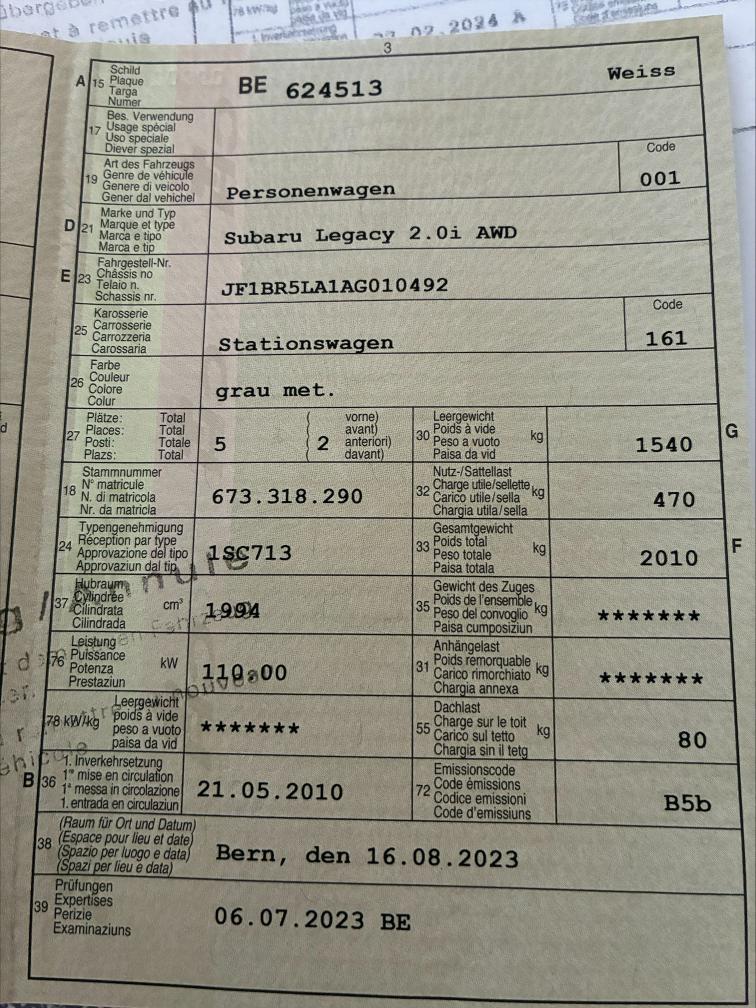 à remettre au
02.2024 A
3
A 15 Schild
Plaque
Targa
Numer
BE 624513 Weiss
17 Bes. Verwendung
Usage spécial
Uso speciale
Diever spezial
19 Art des Fahrzeugs
Genre de véhicule
Genere di veicolo
Gener dal vehichel
Personenwagen
Code
001
D 21 Marke und Typ
Marque et type
Marca e tipo
Marca e tip
Subaru Legacy 2.0i AWD
E 23 Fahrgestell-Nr.
Châssis no
Telaio n.
Schassis nr.
JF1BR5LA1AG010492
25 Karosserie
Carrosserie
Carrozzeria
Carossaria
Stationswagen
Code
161
26 Farbe
Couleur
Colore
Colur
grau met.
27 Plätze: Total
Places: Total
Posti: Totale
Plazs: Total
5
( 2 vorne)
avant)
anteriori)
davant)
30 Leergewicht
Poids à vide
Peso a vuoto
Paisa da vid
kg
1540
G
18 Stammnummer
N° matricule
N. di matricola
Nr. da matricla
673.318.290
32 Nutz-/Sattellast
Charge utile/sellette
Carico utile/sella
Chargia utila/sella
kg
470
24 Typengenehmigung
Réception par type
Approvazione del tipo
Approvaziun dal tip
1SC713
33 Gesamtgewicht
Poids total
Peso totale
Paisa totala
kg
2010
F
37 Hubraum
Cylindrée
Cilindrata
Cilindrada
cm³
1994
35 Gewicht des Zuges
Poids de l'ensemble
Peso del convoglio
Paisa cumposiziun
kg
*******
76 Leistung
Puissance
Potenza
Prestaziun
kW
110.00
31 Anhängelast
Poids remorquable
Carico rimorchiato
Chargia annexa
kg
*******
78 kW/kg Leergewicht
poids à vide
peso a vuoto
paisa da vid
*******
55 Dachlast
Charge sur le toit
Carico sul tetto
Chargia sin il tetg
kg
80
B 36 1. Inverkehrsetzung
1re mise en circulation
1a messa in circolazione
1. entrada en circulaziun
21.05.2010
72 Emissionscode
Code émissions
Codice emissioni
Code d'emissiuns
B5b
38 (Raum für Ort und Datum)
(Espace pour lieu et date)
(Spazio per luogo e data)
(Spazi per lieu e data)
Bern, den 16.08.2023
39 Prüfungen
Expertises
Perizie
Examinaziuns
06.07.2023 BE